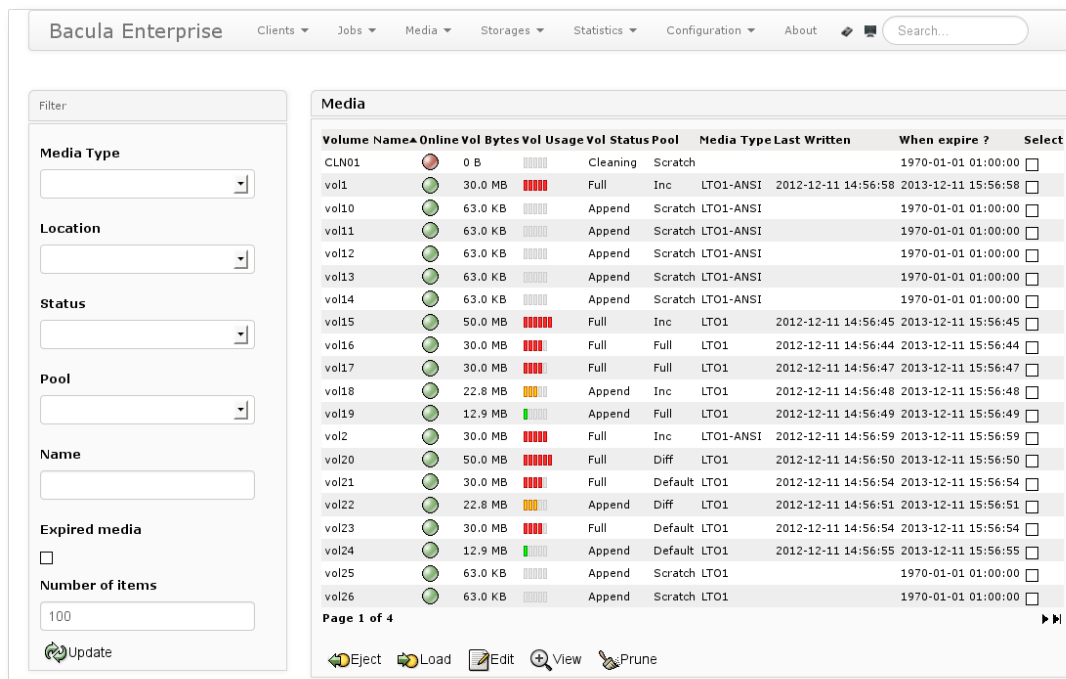 Bacula Enterprise Clients Jobs Media Storages Statistics Configuration About Search...
Filter
Media Type
Location
Status
Pool
Name
Expired media
Number of items
100
Update
Media
Volume Name Online Vol Bytes Vol Usage Vol Status Pool Media Type Last Written When expire ? Select
CLN01 0 B Cleaning Scratch 1970-01-01 01:00:00
vol1 30.0 MB Full Inc LTO1-ANSI 2012-12-11 14:56:58 2013-12-11 15:56:58
vol10 63.0 KB Append Scratch LTO1-ANSI 1970-01-01 01:00:00
vol11 63.0 KB Append Scratch LTO1-ANSI 1970-01-01 01:00:00
vol12 63.0 KB Append Scratch LTO1-ANSI 1970-01-01 01:00:00
vol13 63.0 KB Append Scratch LTO1-ANSI 1970-01-01 01:00:00
vol14 63.0 KB Append Scratch LTO1-ANSI 1970-01-01 01:00:00
vol15 50.0 MB Full Inc LTO1 2012-12-11 14:56:45 2013-12-11 15:56:45
vol16 30.0 MB Full Full LTO1 2012-12-11 14:56:44 2013-12-11 15:56:44
vol17 30.0 MB Full Full LTO1 2012-12-11 14:56:47 2013-12-11 15:56:47
vol18 22.8 MB Append Inc LTO1 2012-12-11 14:56:48 2013-12-11 15:56:48
vol19 12.9 MB Append Full LTO1 2012-12-11 14:56:49 2013-12-11 15:56:49
vol2 30.0 MB Full Inc LTO1-ANSI 2012-12-11 14:56:59 2013-12-11 15:56:59
vol20 50.0 MB Full Diff LTO1 2012-12-11 14:56:50 2013-12-11 15:56:50
vol21 30.0 MB Full Default LTO1 2012-12-11 14:56:54 2013-12-11 15:56:54
vol22 22.8 MB Append Diff LTO1 2012-12-11 14:56:51 2013-12-11 15:56:51
vol23 30.0 MB Full Default LTO1 2012-12-11 14:56:54 2013-12-11 15:56:54
vol24 12.9 MB Append Default LTO1 2012-12-11 14:56:55 2013-12-11 15:56:55
vol25 63.0 KB Append Scratch LTO1 1970-01-01 01:00:00
vol26 63.0 KB Append Scratch LTO1 1970-01-01 01:00:00
Page 1 of 4
Eject Load Edit View Prune